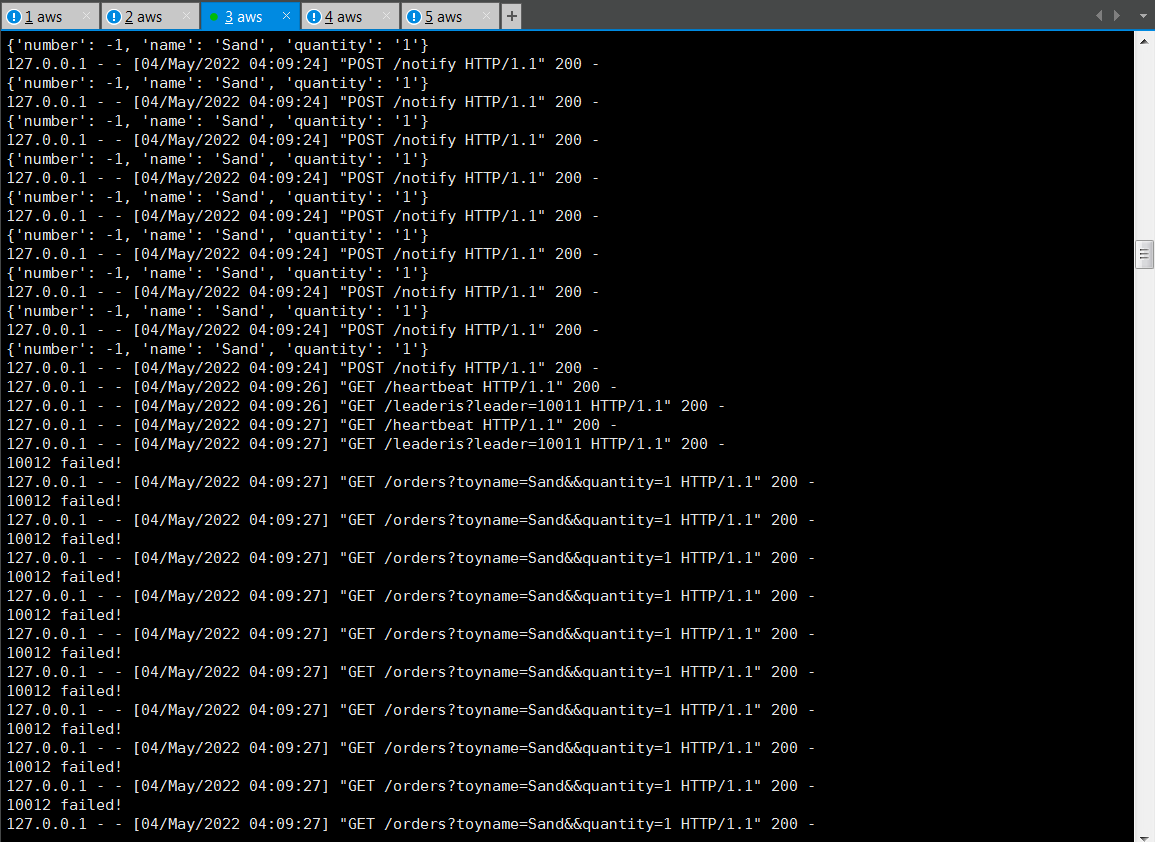 1 aws 2 aws 3 aws 4 aws 5 aws
{'number': -1, 'name': 'Sand', 'quantity': '1'}
127.0.0.1 - - [04/May/2022 04:09:24] "POST /notify HTTP/1.1" 200 -
{'number': -1, 'name': 'Sand', 'quantity': '1'}
127.0.0.1 - - [04/May/2022 04:09:24] "POST /notify HTTP/1.1" 200 -
{'number': -1, 'name': 'Sand', 'quantity': '1'}
127.0.0.1 - - [04/May/2022 04:09:24] "POST /notify HTTP/1.1" 200 -
{'number': -1, 'name': 'Sand', 'quantity': '1'}
127.0.0.1 - - [04/May/2022 04:09:24] "POST /notify HTTP/1.1" 200 -
{'number': -1, 'name': 'Sand', 'quantity': '1'}
127.0.0.1 - - [04/May/2022 04:09:24] "POST /notify HTTP/1.1" 200 -
{'number': -1, 'name': 'Sand', 'quantity': '1'}
127.0.0.1 - - [04/May/2022 04:09:24] "POST /notify HTTP/1.1" 200 -
{'number': -1, 'name': 'Sand', 'quantity': '1'}
127.0.0.1 - - [04/May/2022 04:09:24] "POST /notify HTTP/1.1" 200 -
{'number': -1, 'name': 'Sand', 'quantity': '1'}
127.0.0.1 - - [04/May/2022 04:09:24] "POST /notify HTTP/1.1" 200 -
{'number': -1, 'name': 'Sand', 'quantity': '1'}
127.0.0.1 - - [04/May/2022 04:09:24] "POST /notify HTTP/1.1" 200 -
127.0.0.1 - - [04/May/2022 04:09:26] "GET /heartbeat HTTP/1.1" 200 -
127.0.0.1 - - [04/May/2022 04:09:26] "GET /leaderis?leader=10011 HTTP/1.1" 200 -
127.0.0.1 - - [04/May/2022 04:09:27] "GET /heartbeat HTTP/1.1" 200 -
127.0.0.1 - - [04/May/2022 04:09:27] "GET /leaderis?leader=10011 HTTP/1.1" 200 -
10012 failed!
127.0.0.1 - - [04/May/2022 04:09:27] "GET /orders?toyname=Sand&&quantity=1 HTTP/1.1" 200 -
10012 failed!
127.0.0.1 - - [04/May/2022 04:09:27] "GET /orders?toyname=Sand&&quantity=1 HTTP/1.1" 200 -
10012 failed!
127.0.0.1 - - [04/May/2022 04:09:27] "GET /orders?toyname=Sand&&quantity=1 HTTP/1.1" 200 -
10012 failed!
127.0.0.1 - - [04/May/2022 04:09:27] "GET /orders?toyname=Sand&&quantity=1 HTTP/1.1" 200 -
10012 failed!
127.0.0.1 - - [04/May/2022 04:09:27] "GET /orders?toyname=Sand&&quantity=1 HTTP/1.1" 200 -
10012 failed!
127.0.0.1 - - [04/May/2022 04:09:27] "GET /orders?toyname=Sand&&quantity=1 HTTP/1.1" 200 -
10012 failed!
127.0.0.1 - - [04/May/2022 04:09:27] "GET /orders?toyname=Sand&&quantity=1 HTTP/1.1" 200 -
10012 failed!
127.0.0.1 - - [04/May/2022 04:09:27] "GET /orders?toyname=Sand&&quantity=1 HTTP/1.1" 200 -
10012 failed!
127.0.0.1 - - [04/May/2022 04:09:27] "GET /orders?toyname=Sand&&quantity=1 HTTP/1.1" 200 -
10012 failed!
127.0.0.1 - - [04/May/2022 04:09:27] "GET /orders?toyname=Sand&&quantity=1 HTTP/1.1" 200 -